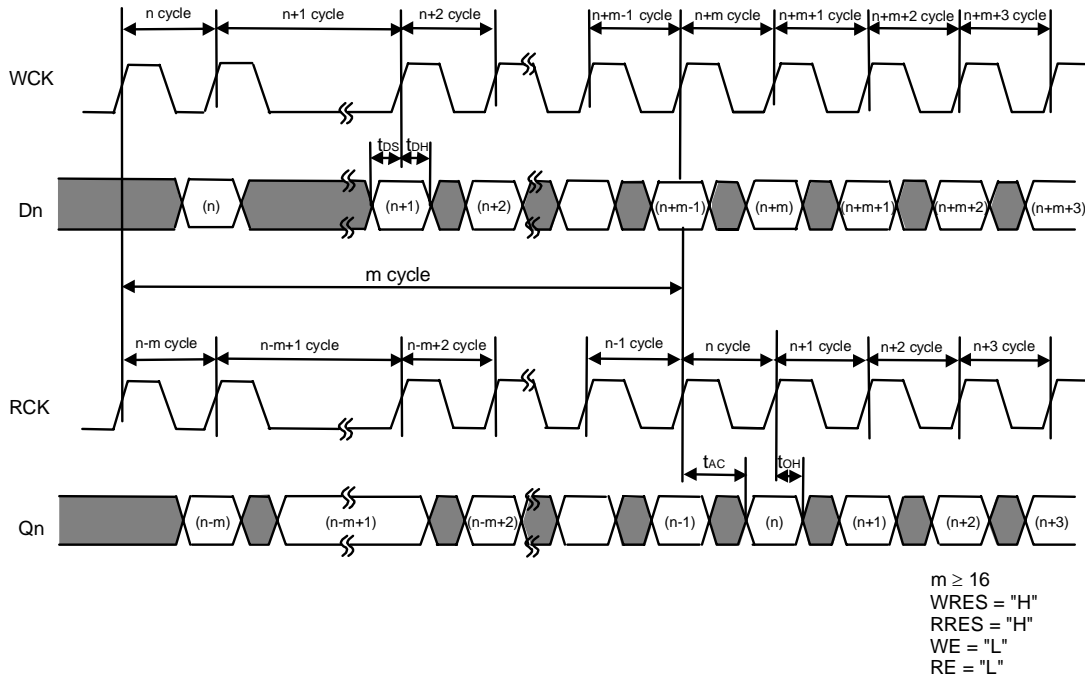 n cycle n+1 cycle n+2 cycle n+m-1 cycle n+m cycle n+m+1 cycle n+m+2 cycle n+m+3 cycle
WCK
tDS tDH
Dn (n) (n+1) (n+2) (n+m-1) (n+m) (n+m+1) (n+m+2) (n+m+3)
m cycle
n-m cycle n-m+1 cycle n-m+2 cycle n-1 cycle n cycle n+1 cycle n+2 cycle n+3 cycle
RCK
tAC tOH
Qn (n-m) (n-m+1) (n-m+2) (n-1) (n) (n+1) (n+2) (n+3)
m ≥ 16
WRES = "H"
RRES = "H"
WE = "L"
RE = "L"